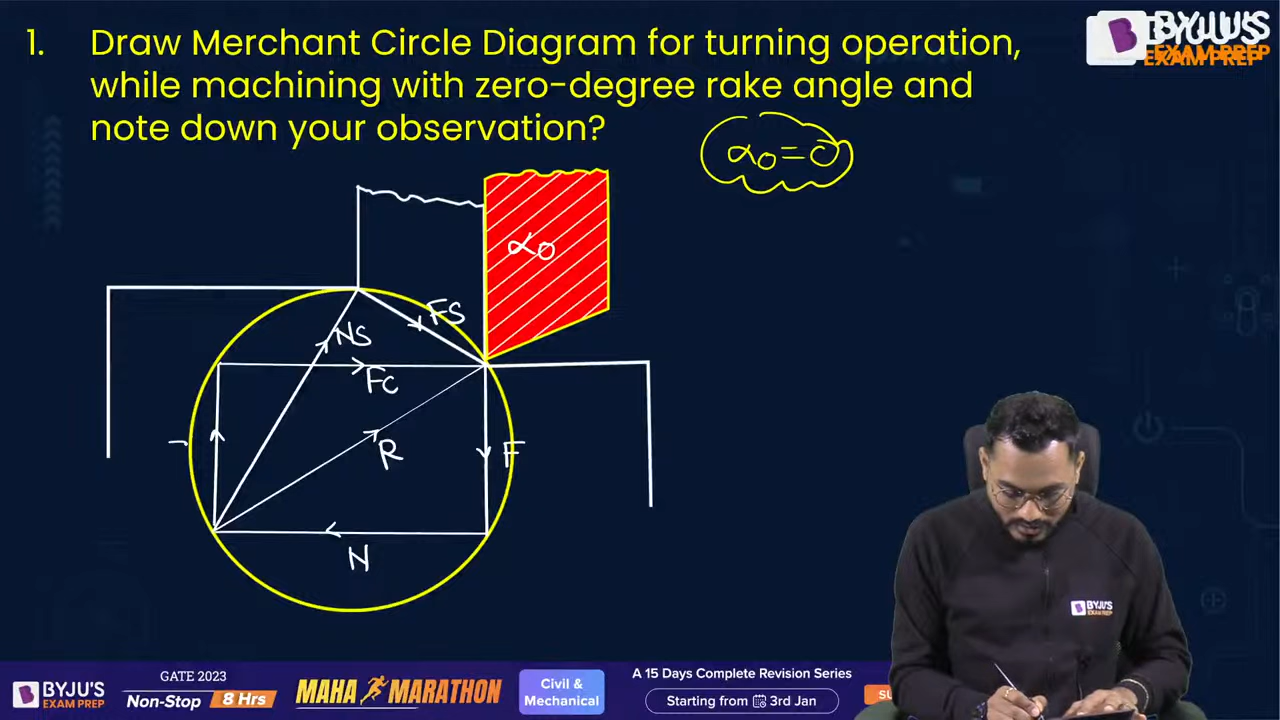 1. Draw Merchant Circle Diagram for turning operation,
while machining with zero-degree rake angle and
note down your observation?
BYJU'S
EXAM PREP
α0=0
α0
FS
NS
FC
R
F
N
BYJU'S
BYJU'S
EXAM PREP
GATE 2023
Non-Stop 8 Hrs
MAHA MARATHON
Civil &
Mechanical
A 15 Days Complete Revision Series
Starting from 3rd Jan